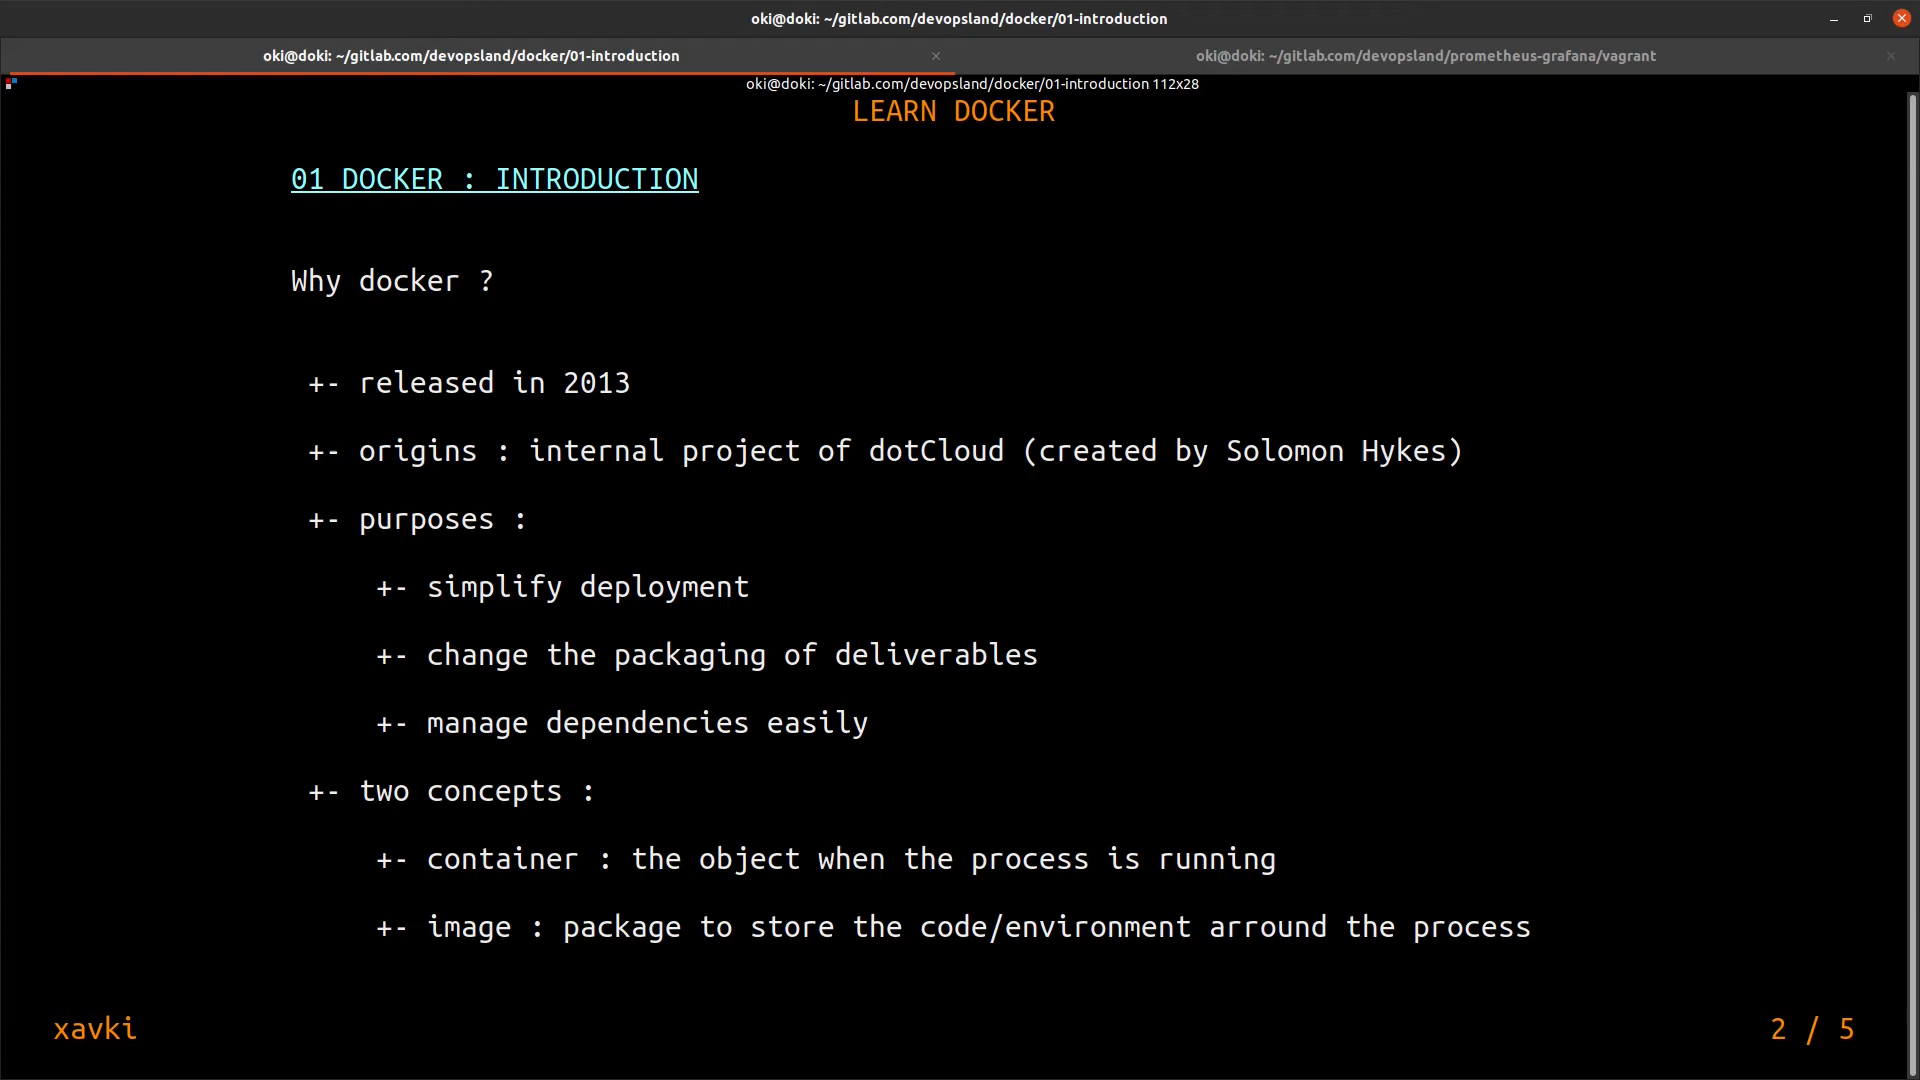 oki@doki: ~/gitlab.com/devopsland/docker/01-introduction
oki@doki: ~/gitlab.com/devopsland/docker/01-introduction
oki@doki: ~/gitlab.com/devopsland/prometheus-grafana/vagrant
oki@doki: ~/gitlab.com/devopsland/docker/01-introduction 112x28
LEARN DOCKER
01 DOCKER : INTRODUCTION
Why docker ?
+- released in 2013
+- origins : internal project of dotCloud (created by Solomon Hykes)
+- purposes :
+- simplify deployment
+- change the packaging of deliverables
+- manage dependencies easily
+- two concepts :
+- container : the object when the process is running
+- image : package to store the code/environment arround the process
xavki
2 / 5